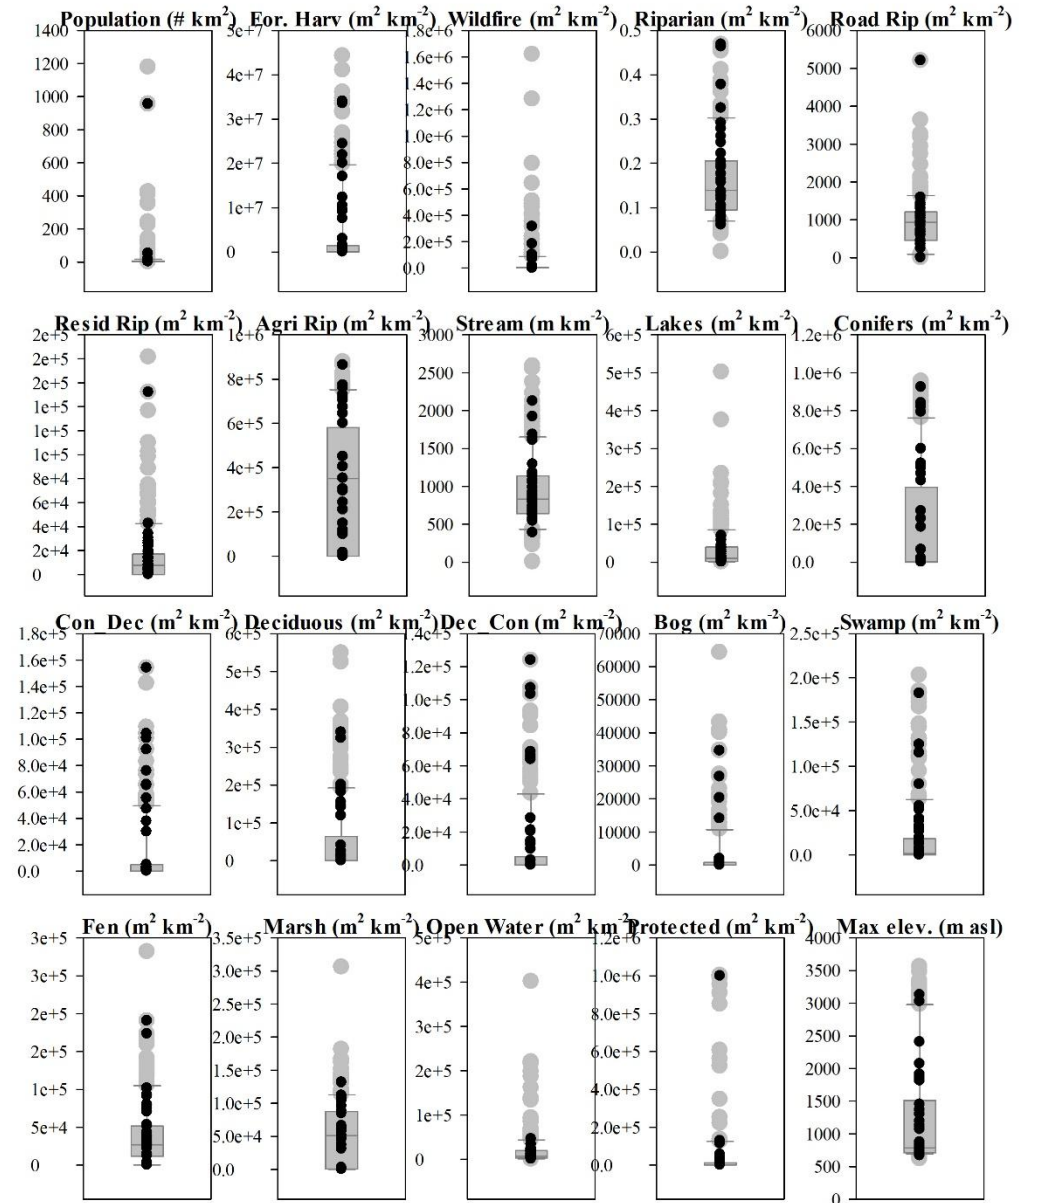 Population (# km²)
1400
1200
1000
800
600
400
200
0
For. Harv (m² km⁻²)
5e+7
4e+7
3e+7
2e+7
1e+7
0
Wildfire (m² km⁻²)
1.8e+6
1.6e+6
1.4e+6
1.2e+6
1.0e+6
8.0e+5
6.0e+5
4.0e+5
2.0e+5
0.0
Riparian (m² km⁻²)
0.5
0.4
0.3
0.2
0.1
0.0
Road Rip (m² km⁻²)
6000
5000
4000
3000
2000
1000
0
Resid Rip (m² km⁻²)
2e+5
2e+5
2e+5
1e+5
1e+5
1e+5
8e+4
6e+4
4e+4
2e+4
0
Agri Rip (m² km⁻²)
1e+6
8e+5
6e+5
4e+5
2e+5
0
Stream (m km⁻²)
3000
2500
2000
1500
1000
500
0
Lakes (m² km⁻²)
6e+5
5e+5
4e+5
3e+5
2e+5
1e+5
0
Conifers (m² km⁻²)
1.2e+6
1.0e+6
8.0e+5
6.0e+5
4.0e+5
2.0e+5
0.0
Con_Dec (m² km⁻²)
1.8e+5
1.6e+5
1.4e+5
1.2e+5
1.0e+5
8.0e+4
6.0e+4
4.0e+4
2.0e+4
0.0
Deciduous (m² km⁻²)
6e+5
5e+5
4e+5
3e+5
2e+5
1e+5
0
Dec_Con (m² km⁻²)
1.4e+5
1.2e+5
1.0e+5
8.0e+4
6.0e+4
4.0e+4
2.0e+4
0.0
Bog (m² km⁻²)
70000
60000
50000
40000
30000
20000
10000
0
Swamp (m² km⁻²)
2.5e+5
2.0e+5
1.5e+5
1.0e+5
5.0e+4
0.0
Fen (m² km⁻²)
3e+5
3e+5
2e+5
2e+5
1e+5
5e+4
0
Marsh (m² km⁻²)
3.5e+5
3.0e+5
2.5e+5
2.0e+5
1.5e+5
1.0e+5
5.0e+4
0.0
Open Water (m² km⁻²)
5e+5
4e+5
3e+5
2e+5
1e+5
0
Protected (m² km⁻²)
1.2e+6
1.0e+6
8.0e+5
6.0e+5
4.0e+5
2.0e+5
0.0
Max elev. (m asl)
4000
3500
3000
2500
2000
1500
1000
500
0